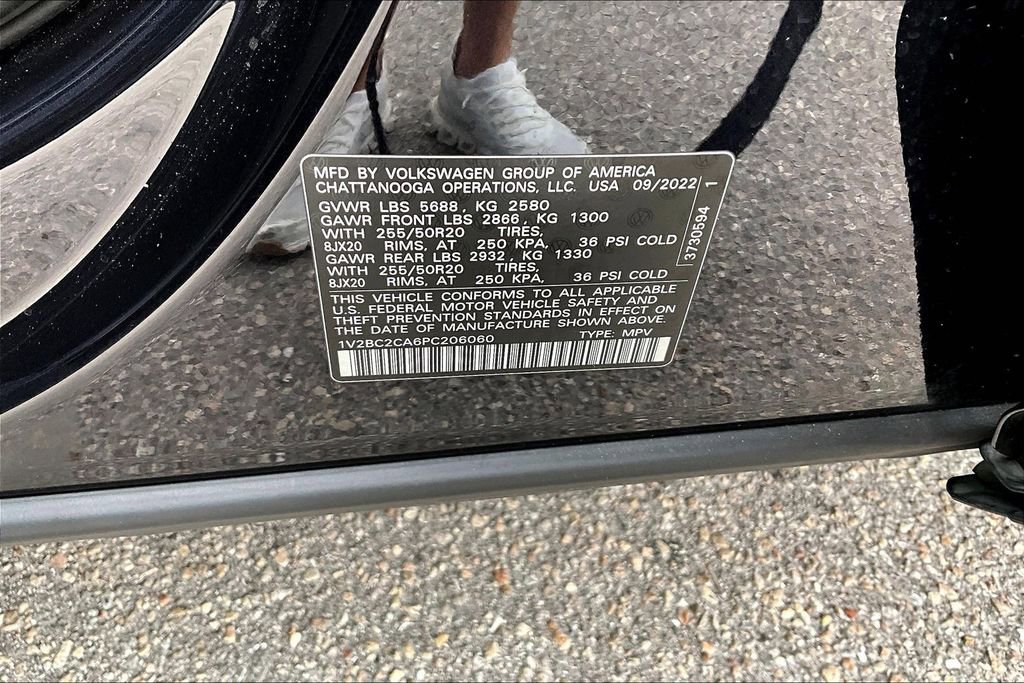 MFD BY VOLKSWAGEN GROUP OF AMERICA
CHATTANOOGA OPERATIONS, LLC. USA 09/2022
GVWR LBS 5688, KG 2580
GAWR FRONT LBS 2866, KG 1300
WITH 255/50R20 TIRES,
8JX20 RIMS, AT 250 KPA, 36 PSI COLD
GAWR REAR LBS 2932, KG 1330
WITH 255/50R20 TIRES,
8JX20 RIMS, AT 250 KPA, 36 PSI COLD
THIS VEHICLE CONFORMS TO ALL APPLICABLE
U.S. FEDERAL MOTOR VEHICLE SAFETY AND
THEFT PREVENTION STANDARDS IN EFFECT ON
THE DATE OF MANUFACTURE SHOWN ABOVE.
1V2BC2CA6PC206060 TYPE: MPV
3730594 1